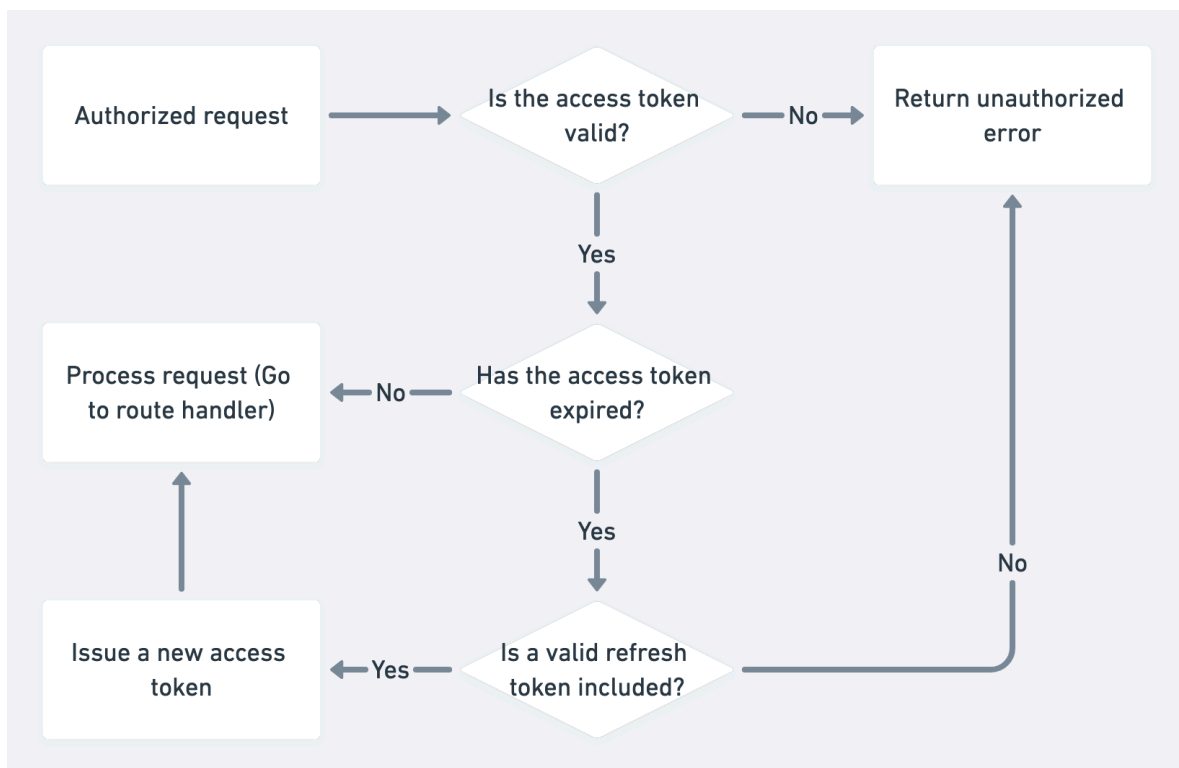 Authorized request
Is the access token
valid?
No
Return unauthorized
error
Yes
Process request (Go
to route handler)
No
Has the access token
expired?
Yes
No
Issue a new access
token
Yes
Is a valid refresh
token included?